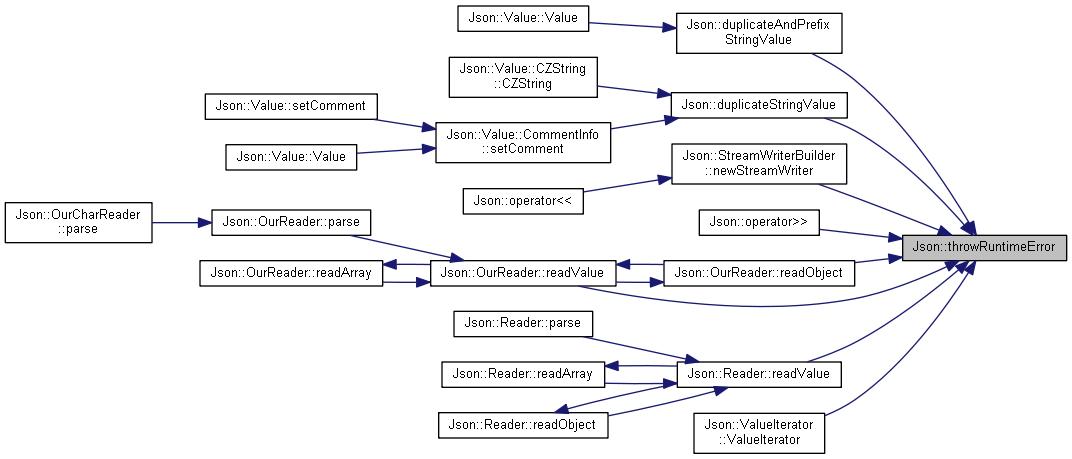 Json::Value::Value
Json::duplicateAndPrefix
StringValue
Json::Value::CZString
::CZString
Json::duplicateStringValue
Json::Value::setComment
Json::Value::CommentInfo
::setComment
Json::Value::Value
Json::StreamWriterBuilder
::newStreamWriter
Json::operator<<
Json::OurCharReader
::parse
Json::OurReader::parse
Json::operator>>
Json::throwRuntimeError
Json::OurReader::readArray
Json::OurReader::readValue
Json::OurReader::readObject
Json::Reader::parse
Json::Reader::readArray
Json::Reader::readValue
Json::Reader::readObject
Json::ValueIterator
::ValueIterator